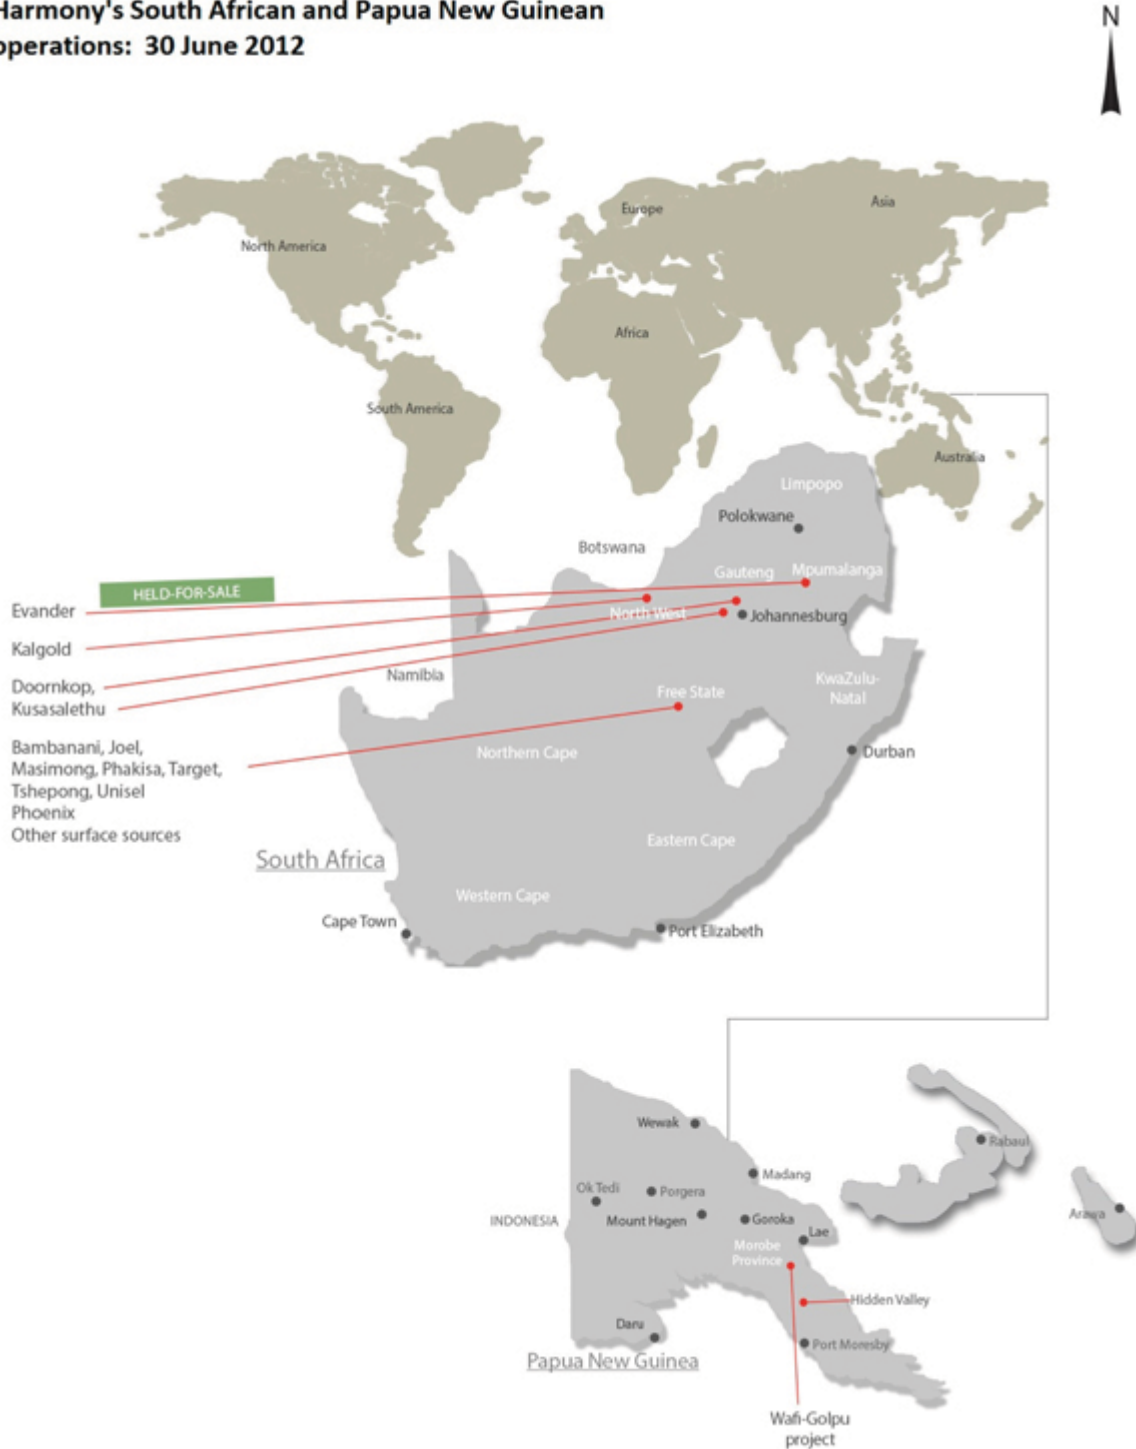 Harmony's South African and Papua New Guinean
operations: 30 June 2012
N
North America
Europe
Asia
Africa
South America
Australia
Limpopo
Polokwane
Botswana
Gauteng
Mpumalanga
HELD-FOR-SALE
Evander
North West
Johannesburg
Kalgold
Namibia
Doornkop,
Kusasalethu
KwaZulu-
Natal
Free State
Bambanani, Joel,
Masimong, Phakisa, Target,
Tshepong, Unisel
Phoenix
Other surface sources
Northern Cape
Durban
Eastern Cape
South Africa
Western Cape
Cape Town
Port Elizabeth
Wewak
Rabaul
Madang
Ok Tedi
Porgera
Arawa
INDONESIA
Mount Hagen
Goroka
Lae
Morobe
Province
Hidden Valley
Daru
Port Moresby
Papua New Guinea
Wafi-Golpu
project